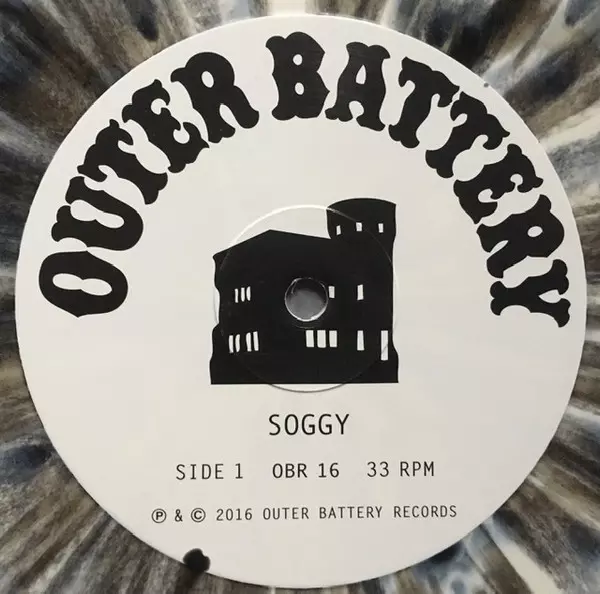 OUTER BATTERY
SOGGY
SIDE 1 OBR 16 33 RPM
℗ & © 2016 OUTER BATTERY RECORDS